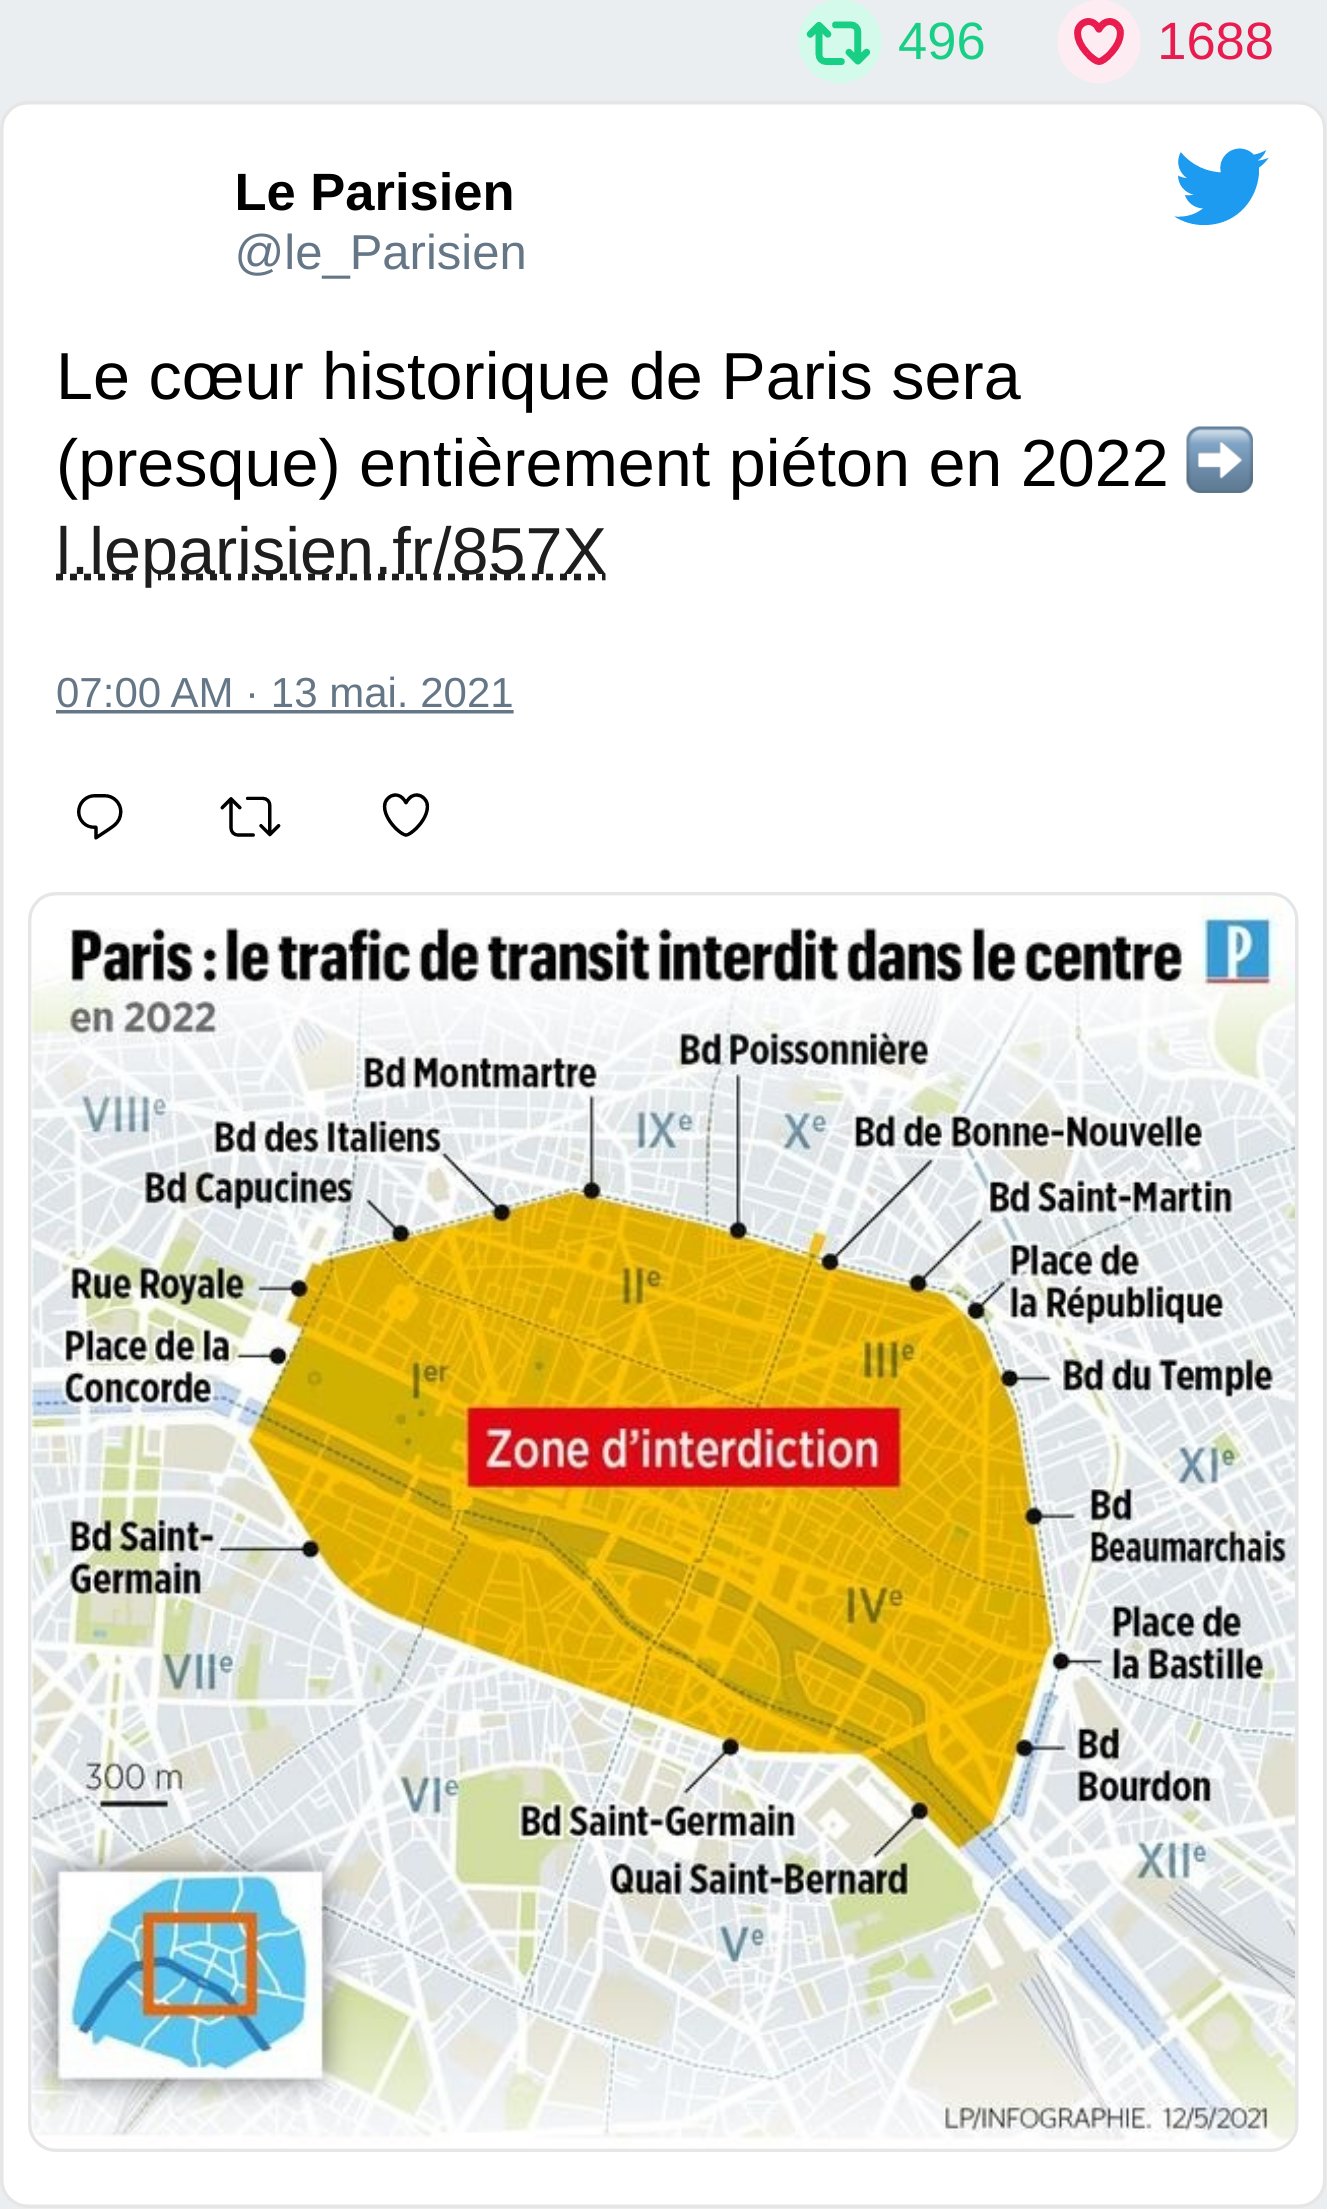 496 1688
Le Parisien
@le_Parisien
Le cœur historique de Paris sera
(presque) entièrement piéton en 2022 ➡️
l.leparisien.fr/857X
07:00 AM · 13 mai. 2021
Paris : le trafic de transit interdit dans le centre P
en 2022
Bd Poissonnière
Bd Montmartre
VIIIe
IXe
Xe
Bd de Bonne-Nouvelle
Bd des Italiens
Bd Capucines
Bd Saint-Martin
Place de
la République
Rue Royale
IIe
Place de la
Concorde
Ier
IIIe
Bd du Temple
Zone d’interdiction
XIe
Bd
Beaumarchais
Bd Saint-
Germain
IVe
Place de
la Bastille
VIIe
Bd
Bourdon
300 m
VIe
Bd Saint-Germain
Quai Saint-Bernard
XIIe
Ve
LP/INFOGRAPHIE. 12/5/2021